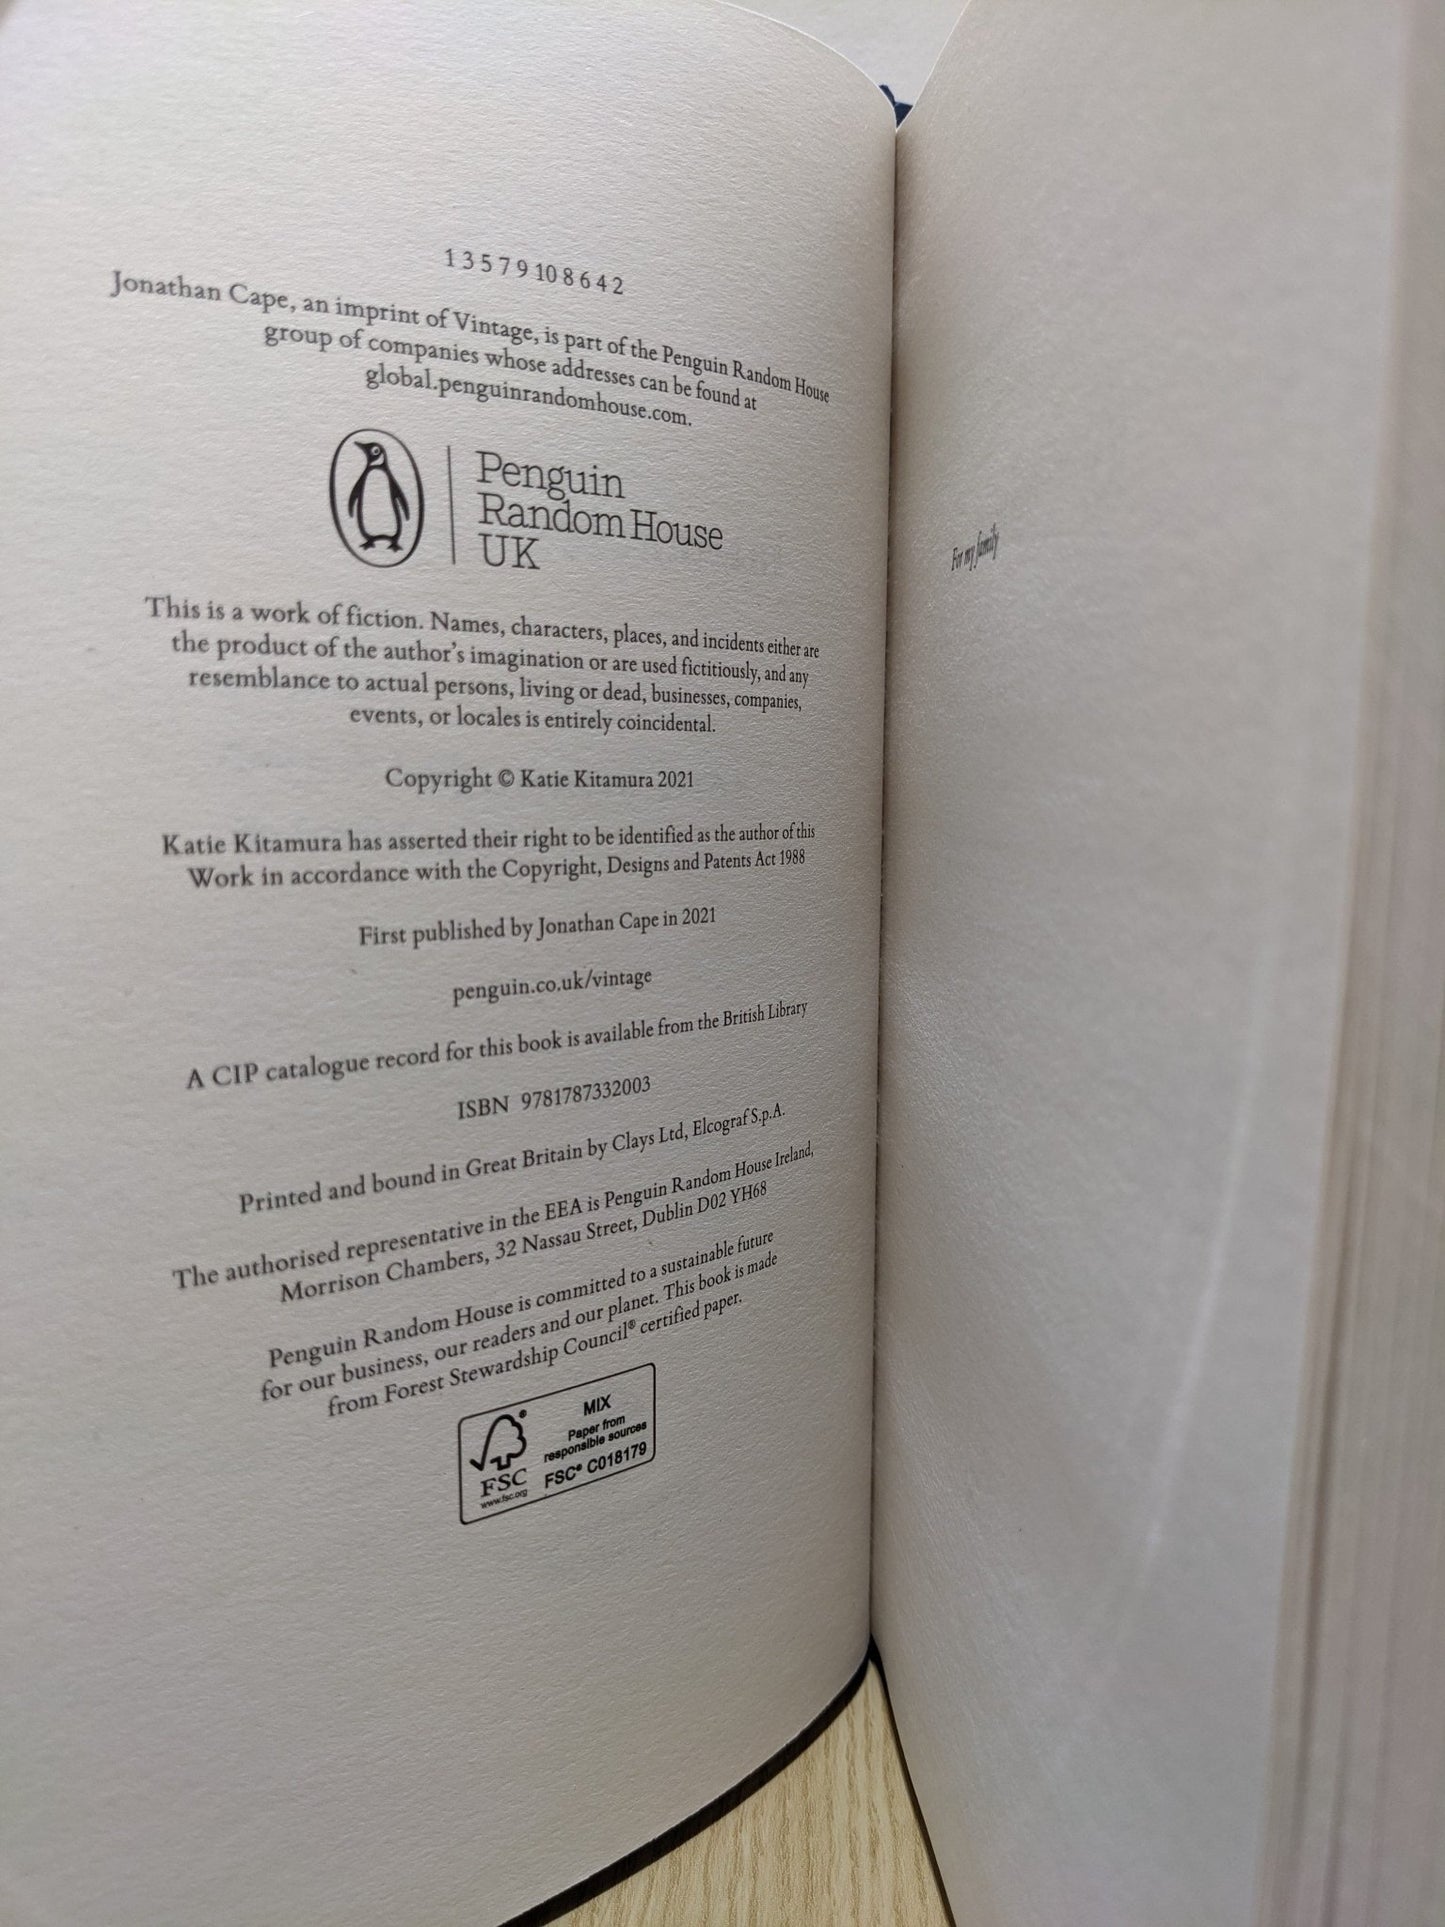 1 3 5 7 9 10 8 6 4 2
Jonathan Cape, an imprint of Vintage, is part of the Penguin Random House
group of companies whose addresses can be found at
global.penguinrandomhouse.com.
Penguin
Random House
UK
This is a work of fiction. Names, characters, places, and incidents either are
the product of the author's imagination or are used fictitiously, and any
resemblance to actual persons, living or dead, businesses, companies,
events, or locales is entirely coincidental.
Copyright © Katie Kitamura 2021
Katie Kitamura has asserted their right to be identified as the author of this
Work in accordance with the Copyright, Designs and Patents Act 1988
First published by Jonathan Cape in 2021
penguin.co.uk/vintage
A CIP catalogue record for this book is available from the British Library
ISBN 9781787332003
Printed and bound in Great Britain by Clays Ltd, Elcograf S.p.A.
The authorised representative in the EEA is Penguin Random House Ireland,
Morrison Chambers, 32 Nassau Street, Dublin D02 YH68
Penguin Random House is committed to a sustainable future
for our business, our readers and our planet. This book is made
from Forest Stewardship Council® certified paper.
®
FSC
www.fsc.org
MIX
Paper from
responsible sources
FSC® C018179
For my family